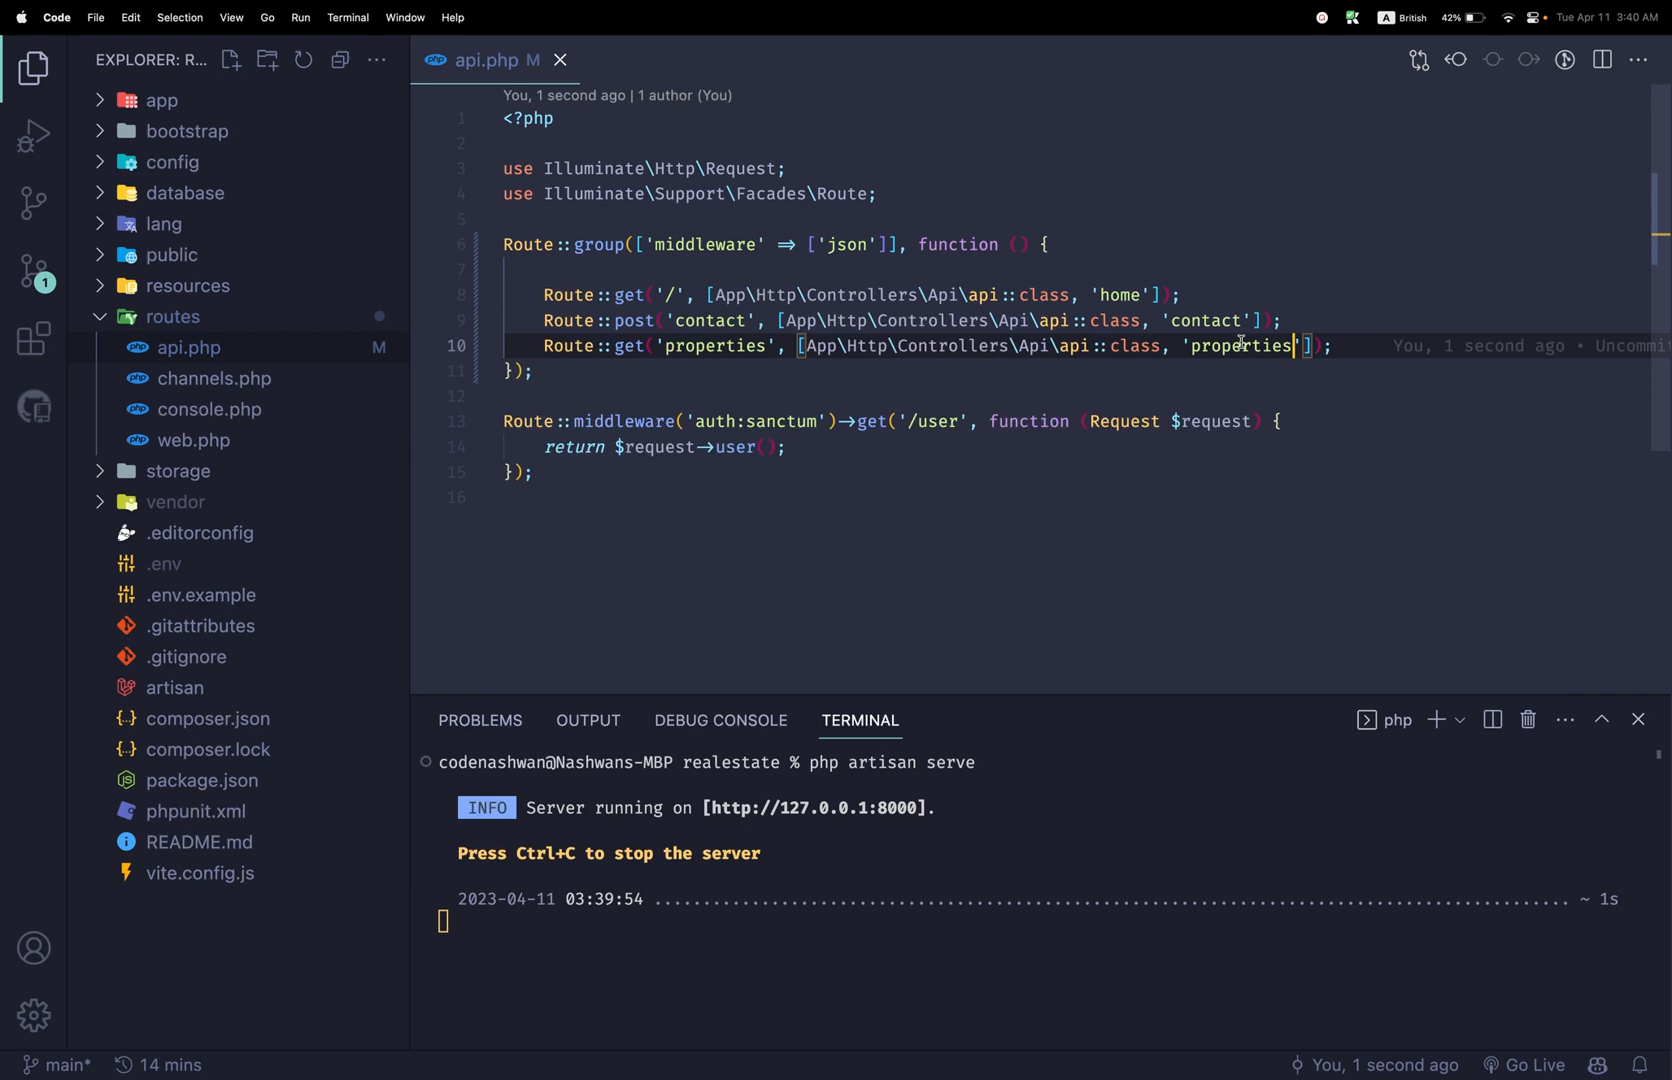 Code File Edit Selection View Go Run Terminal Window Help A British 42% Tue Apr 11 3:40 AM
EXPLORER: R...
app
bootstrap
config
database
lang
public
resources
routes
api.php M
channels.php
console.php
web.php
storage
vendor
.editorconfig
.env
.env.example
.gitattributes
.gitignore
artisan
composer.json
composer.lock
package.json
phpunit.xml
README.md
vite.config.js
1
php api.php M
You, 1 second ago | 1 author (You)
1 <?php
2
3 use Illuminate\Http\Request;
4 use Illuminate\Support\Facades\Route;
5
6 Route::group(['middleware' => ['json']], function () {
7
8 Route::get('/', [App\Http\Controllers\Api\api::class, 'home']);
9 Route::post('contact', [App\Http\Controllers\Api\api::class, 'contact']);
10 Route::get('properties', [App\Http\Controllers\Api\api::class, 'properties']); You, 1 second ago • Uncommit
11 });
12
13 Route::middleware('auth:sanctum')->get('/user', function (Request $request) {
14 return $request->user();
15 });
16
PROBLEMS OUTPUT DEBUG CONSOLE TERMINAL php
codenashwan@Nashwans-MBP realestate % php artisan serve
INFO Server running on [http://127.0.0.1:8000].
Press Ctrl+C to stop the server
2023-04-11 03:39:54 ........................................................................................... ~ 1s
main* 14 mins You, 1 second ago Go Live